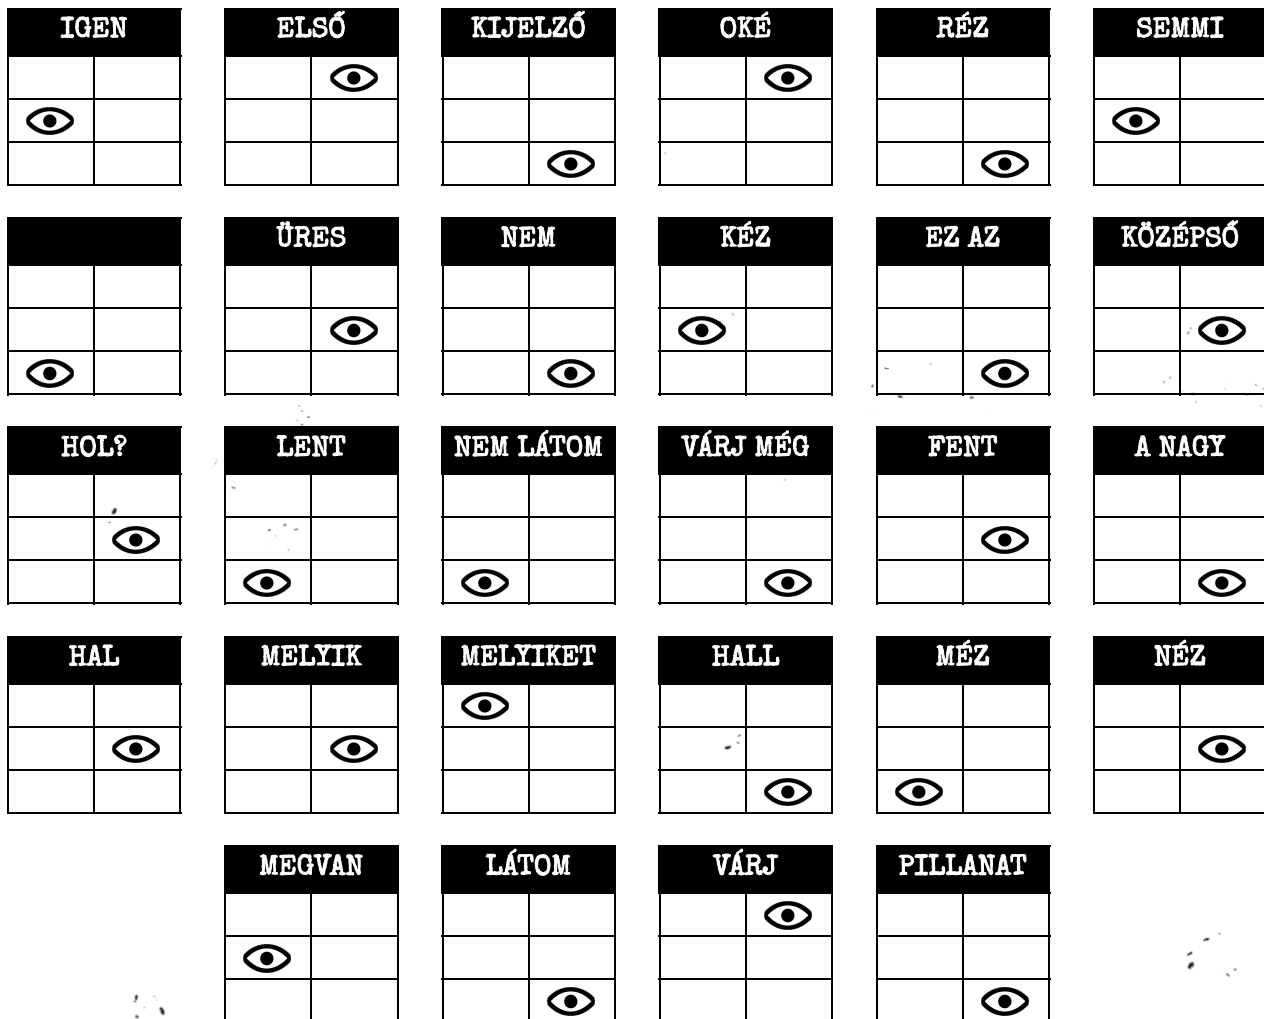 IGEN
ELSŐ
KIJELZŐ
OKÉ
RÉZ
SEMMI
ÜRES
NEM
KÉZ
EZ AZ
KÖZÉPSŐ
HOL?
LENT
NEM LÁTOM
VÁRJ MÉG
FENT
A NAGY
HAL
MELYIK
MELYIKET
HALL
MÉZ
NÉZ
MEGVAN
LÁTOM
VÁRJ
PILLANAT